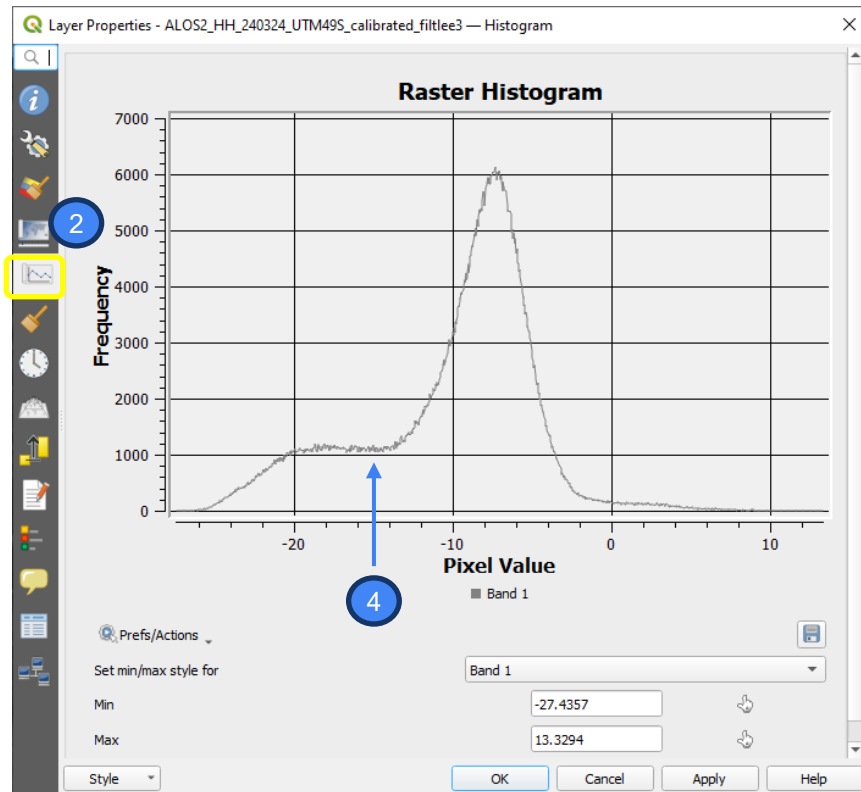 Layer Properties - ALOS2_HH_240324_UTM49S_calibrated_filtlee3 — Histogram
Raster Histogram
7000
6000
2
5000
4000
3000
2000
1000
0
Frequency
-20
-10
0
10
Pixel Value
4
Band 1
Prefs/Actions
Set min/max style for
Band 1
Min
-27.4357
Max
13.3294
Style
OK
Cancel
Apply
Help